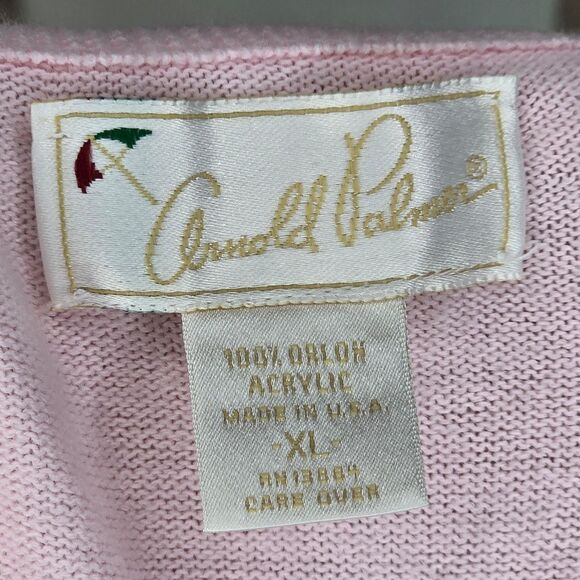 Arnold Palmer®
100% ORLON
ACRYLIC
MADE IN U.S.A.
-XL-
RN13884
CARE OVER